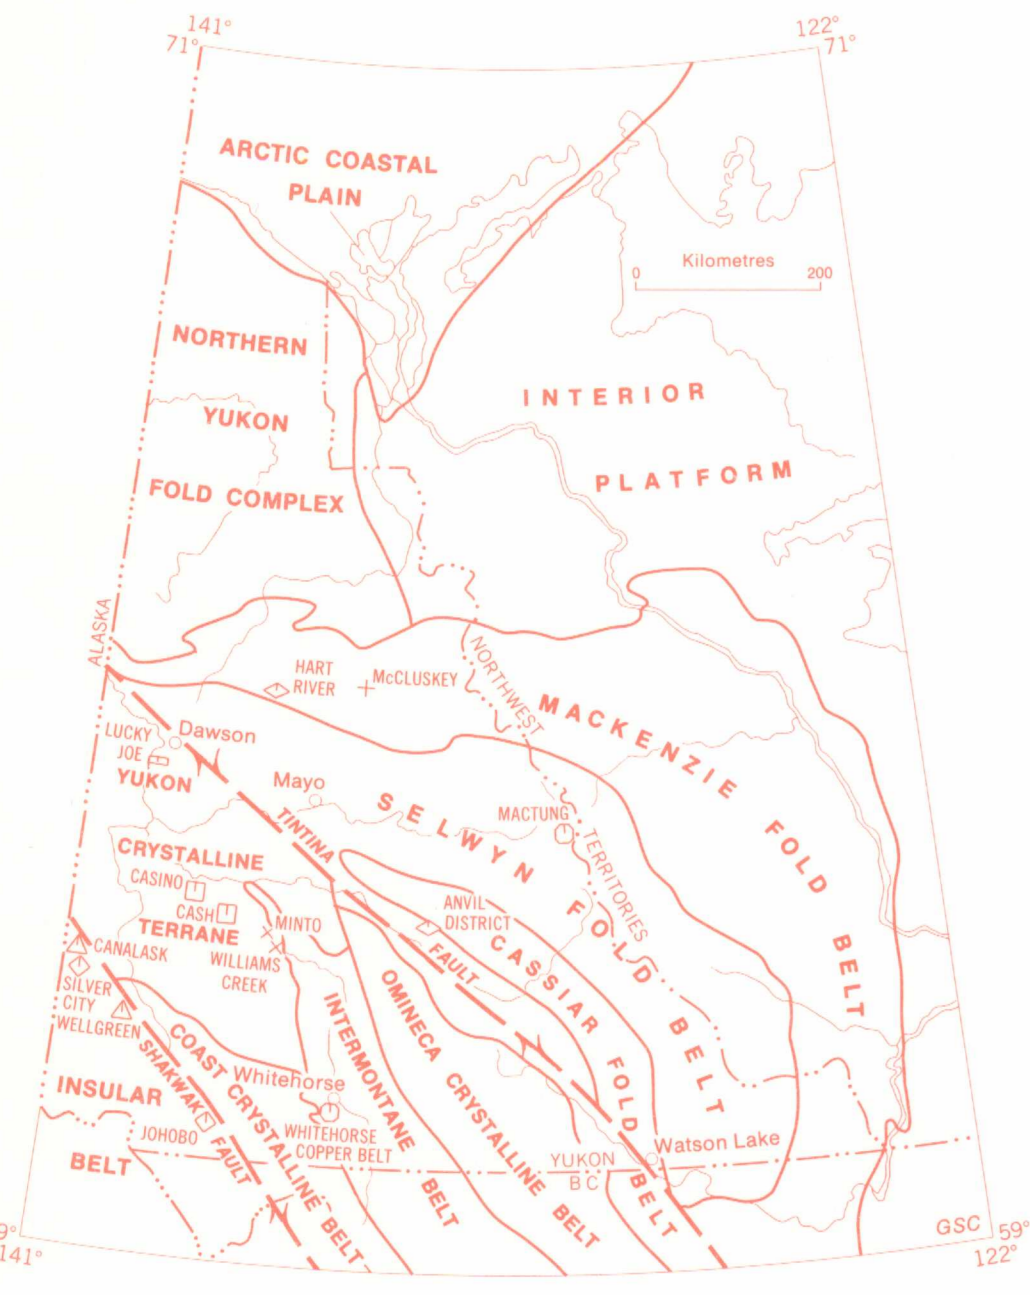 141°
71°
122°
71°
ARCTIC COASTAL
PLAIN
Kilometres
0 200
NORTHERN
YUKON
FOLD COMPLEX
INTERIOR
PLATFORM
ALASKA
HART
RIVER
McCLUSKEY
NORTHWEST
TERRITORIES
MACKENZIE FOLD BELT
LUCKY
JOE
Dawson
YUKON
Mayo
SELWYN FOLD BELT
MACTUNG
TINTINA
FAULT
CRYSTALLINE
CASINO
CASH
TERRANE
MINTO
WILLIAMS
CREEK
ANVIL
DISTRICT
CASSIAR FOLD BELT
CANALASK
SILVER
CITY
WELLGREEN
OMINECA CRYSTALLINE BELT
INTERMONTANE BELT
COAST CRYSTALLINE BELT
SHAKWAK FAULT
Whitehorse
INSULAR
BELT
JOHOBO
WHITEHORSE
COPPER BELT
YUKON
BC
Watson Lake
GSC
9°
141°
59°
122°